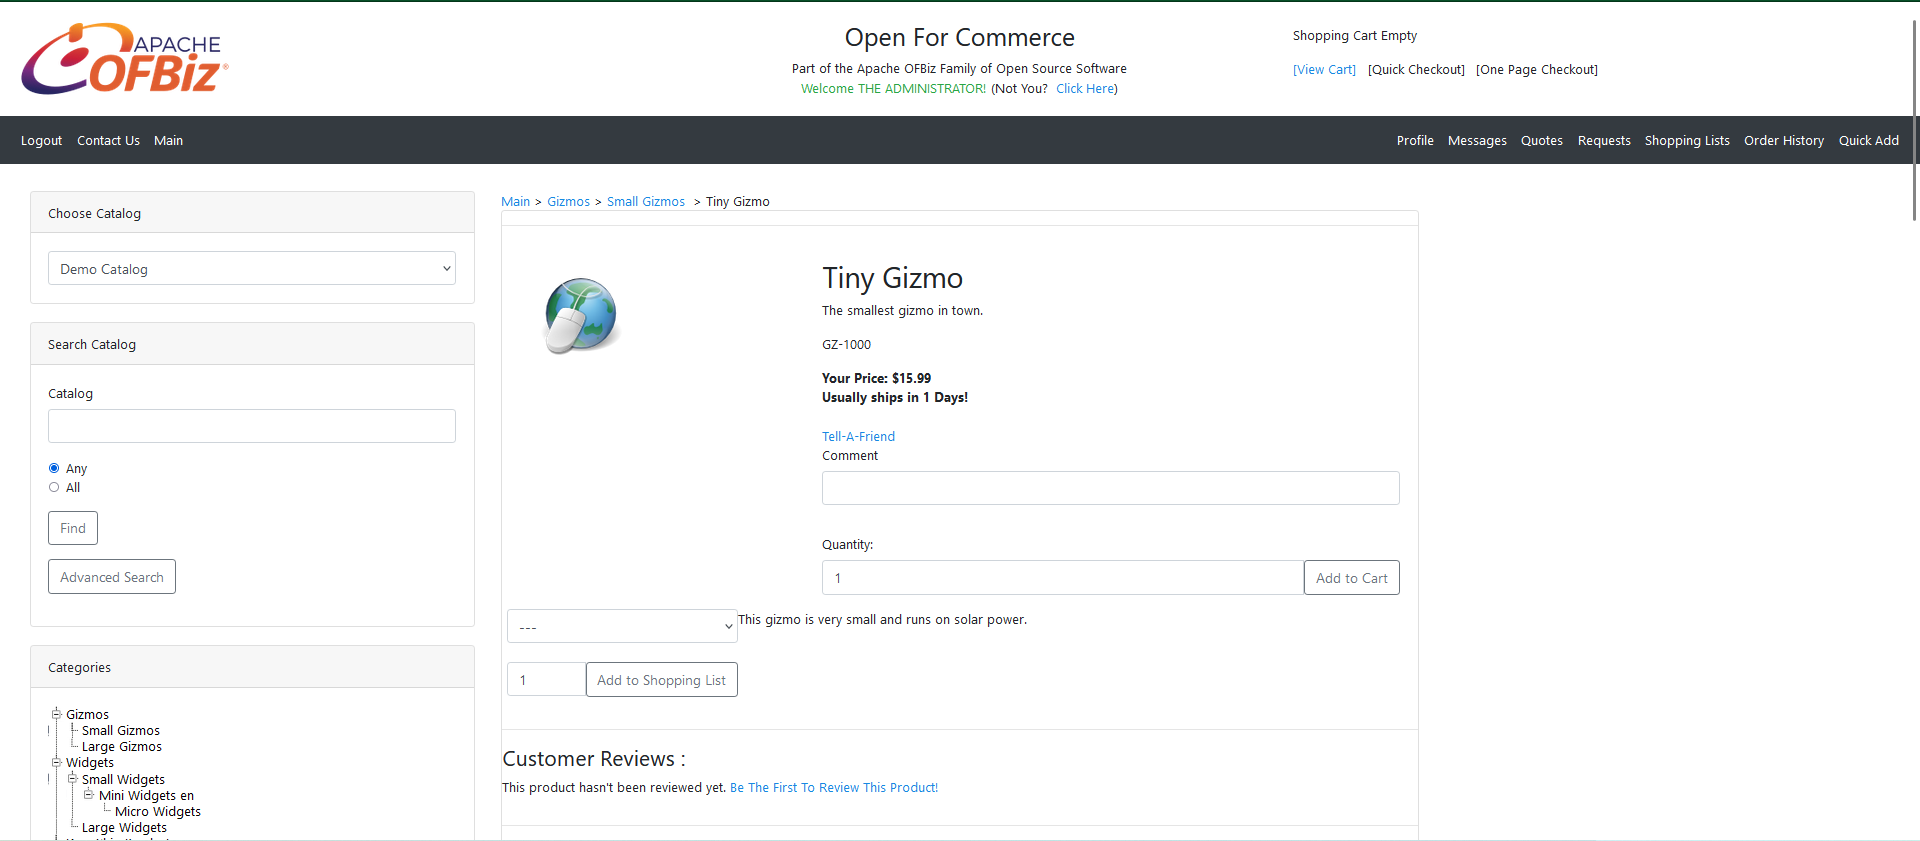 APACHE
OFBiz®
Open For Commerce
Part of the Apache OFBiz Family of Open Source Software
Welcome THE ADMINISTRATOR! (Not You? Click Here)
Shopping Cart Empty
[View Cart] [Quick Checkout] [One Page Checkout]
Logout Contact Us Main
Profile Messages Quotes Requests Shopping Lists Order History Quick Add
Choose Catalog
Demo Catalog
Search Catalog
Catalog
Any
All
Find
Advanced Search
Categories
Gizmos
Small Gizmos
Large Gizmos
Widgets
Small Widgets
Mini Widgets en
Micro Widgets
Large Widgets
Main > Gizmos > Small Gizmos > Tiny Gizmo
Tiny Gizmo
The smallest gizmo in town.
GZ-1000
Your Price: $15.99
Usually ships in 1 Days!
Tell-A-Friend
Comment
Quantity:
1 Add to Cart
--- This gizmo is very small and runs on solar power.
1 Add to Shopping List
Customer Reviews :
This product hasn't been reviewed yet. Be The First To Review This Product!